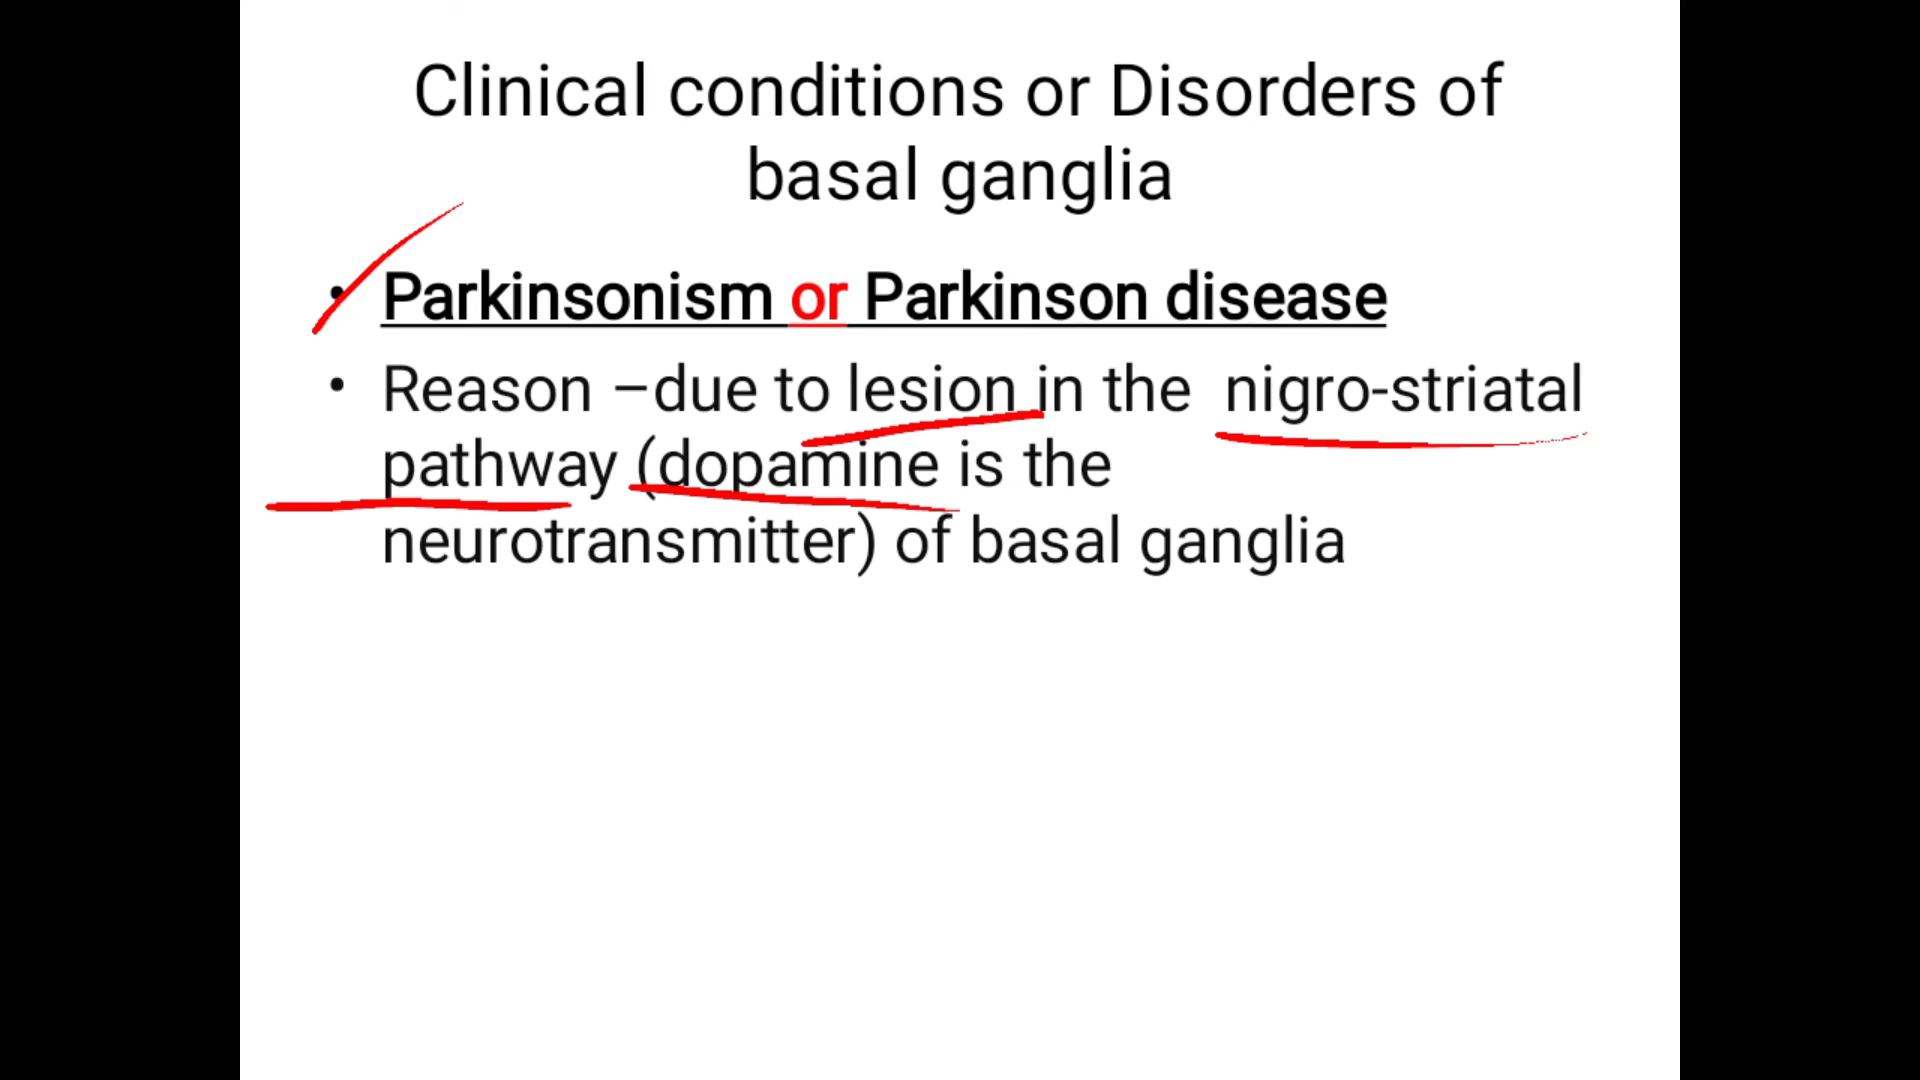 Clinical conditions or Disorders of
basal ganglia
• Parkinsonism or Parkinson disease
• Reason –due to lesion in the nigro-striatal
pathway (dopamine is the
neurotransmitter) of basal ganglia